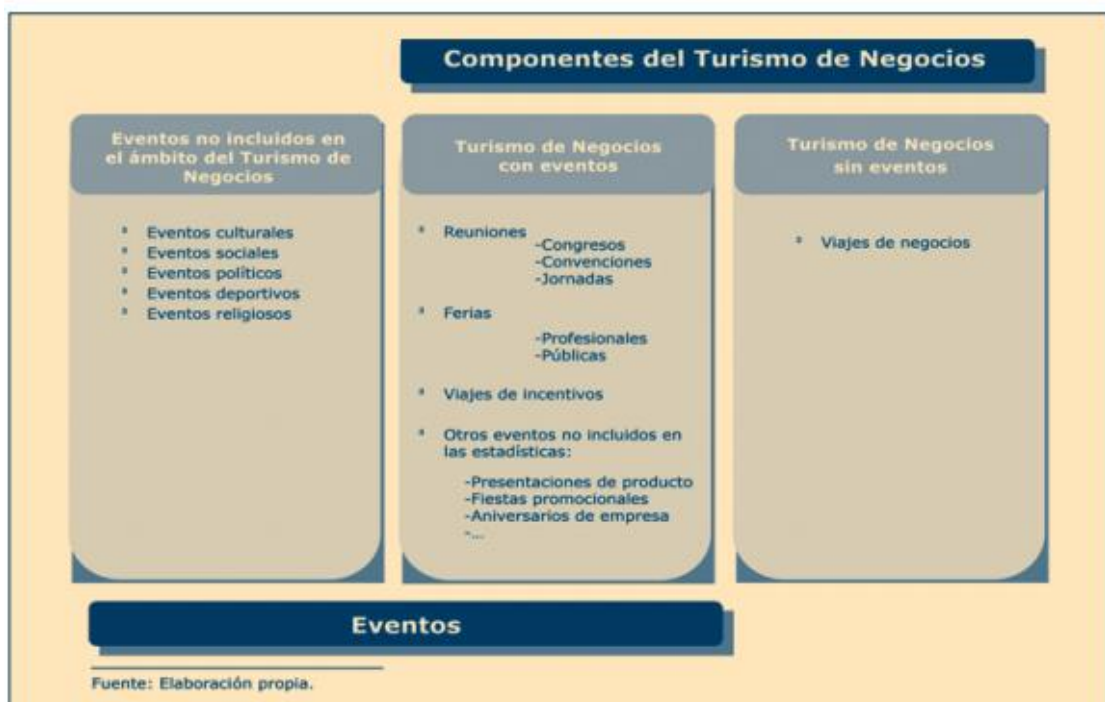 Componentes del Turismo de Negocios
Eventos no incluidos en
el ámbito del Turismo de
Negocios
* Eventos culturales
* Eventos sociales
* Eventos políticos
* Eventos deportivos
* Eventos religiosos
Turismo de Negocios
con eventos
* Reuniones
-Congresos
-Convenciones
-Jornadas
* Ferias
-Profesionales
-Públicas
* Viajes de incentivos
* Otros eventos no incluidos en
las estadísticas:
-Presentaciones de producto
-Fiestas promocionales
-Aniversarios de empresa
-...
Turismo de Negocios
sin eventos
* Viajes de negocios
Eventos
Fuente: Elaboración propia.